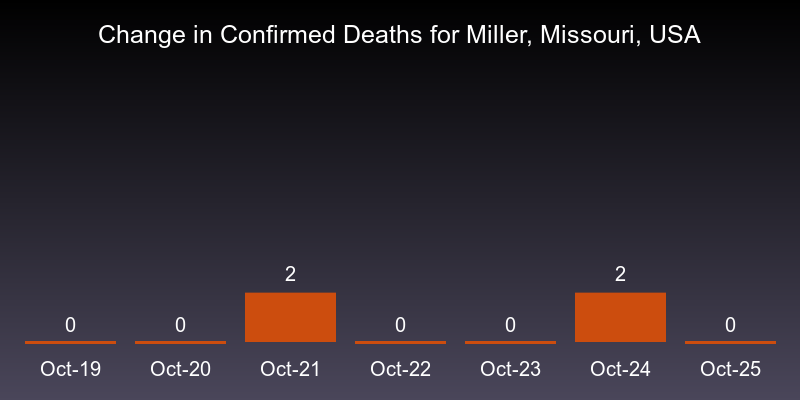 Change in Confirmed Deaths for Miller, Missouri, USA
2 2
0 0 0 0 0
Oct-19 Oct-20 Oct-21 Oct-22 Oct-23 Oct-24 Oct-25